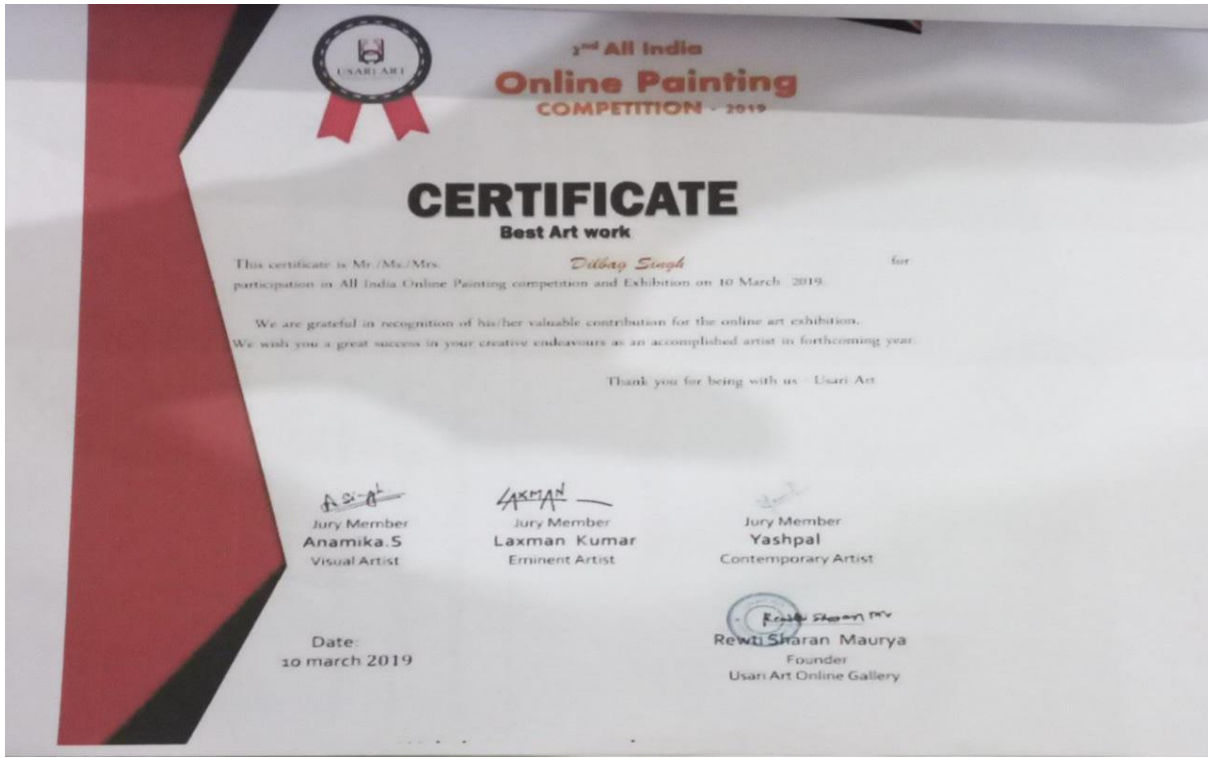 USARI ART
2nd All India
Online Painting
COMPETITION - 2019
CERTIFICATE
Best Art work
This certificate is Mr./Ms./Mrs. Dilbag Singh for
participation in All India Online Painting competition and Exhibition on 10 March 2019.
We are grateful in recognition of his/her valuable contribution for the online art exhibition.
We wish you a great success in your creative endeavours as an accomplished artist in forthcoming year.
Thank you for being with us - Usari Art
LAXMAN
Jury Member Jury Member Jury Member
Anamika.S Laxman Kumar Yashpal
Visual Artist Eminent Artist Contemporary Artist
Rewti Sharan
Rewti Sharan Maurya
Date: Founder
10 march 2019 Usari Art Online Gallery